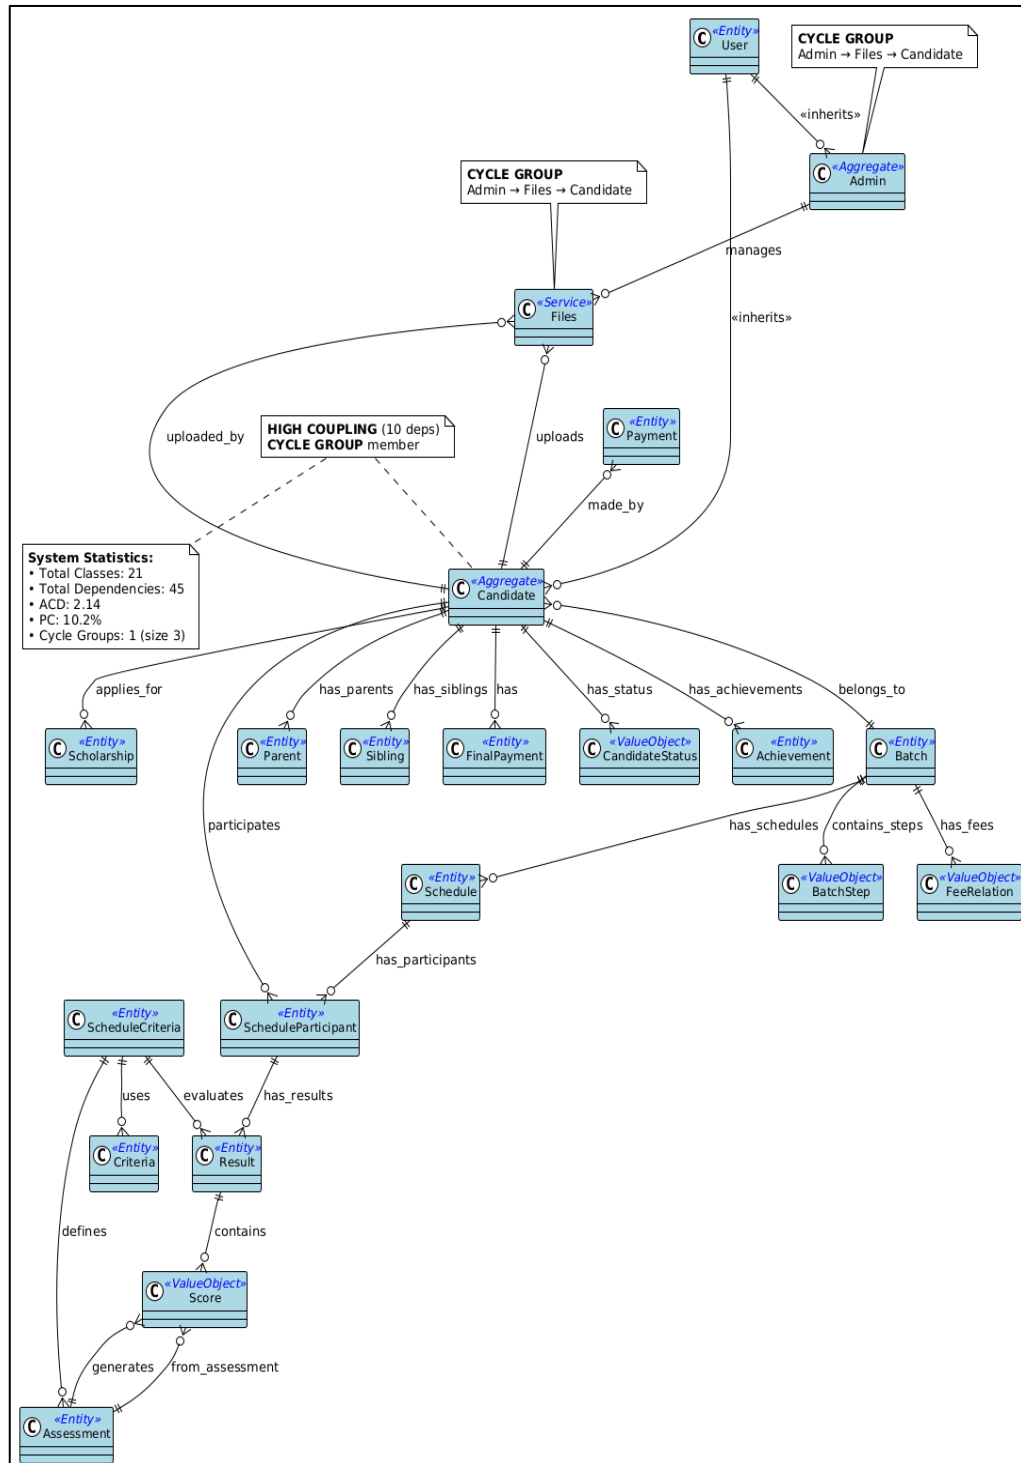 «Entity»
User
CYCLE GROUP
Admin → Files → Candidate
«inherits»
C
«Aggregate»
Admin
CYCLE GROUP
Admin → Files → Candidate
manages
C
«Service»
Files
«inherits»
C
HIGH COUPLING (10 deps)
CYCLE GROUP member
uploaded_by
uploads
«Entity»
Payment
C
made_by
System Statistics:
• Total Classes: 21
• Total Dependencies: 45
• ACD: 2.14
• PC: 10.2%
• Cycle Groups: 1 (size 3)
«Aggregate»
Candidate
C
applies_for
has_parents
has_siblings
has
has_status
has_achievements
belongs_to
C
«Entity»
Scholarship
C
«Entity»
Parent
C
«Entity»
Sibling
C
«Entity»
FinalPayment
C
«ValueObject»
CandidateStatus
C
«Entity»
Achievement
C
«Entity»
Batch
participates
has_schedules
contains_steps
has_fees
C
«Entity»
Schedule
C
«ValueObject»
BatchStep
C
«ValueObject»
FeeRelation
has_participants
C
«Entity»
ScheduleCriteria
C
«Entity»
ScheduleParticipant
uses
evaluates
has_results
C
«Entity»
Criteria
C
«Entity»
Result
defines
contains
C
«ValueObject»
Score
generates
from_assessment
C
«Entity»
Assessment